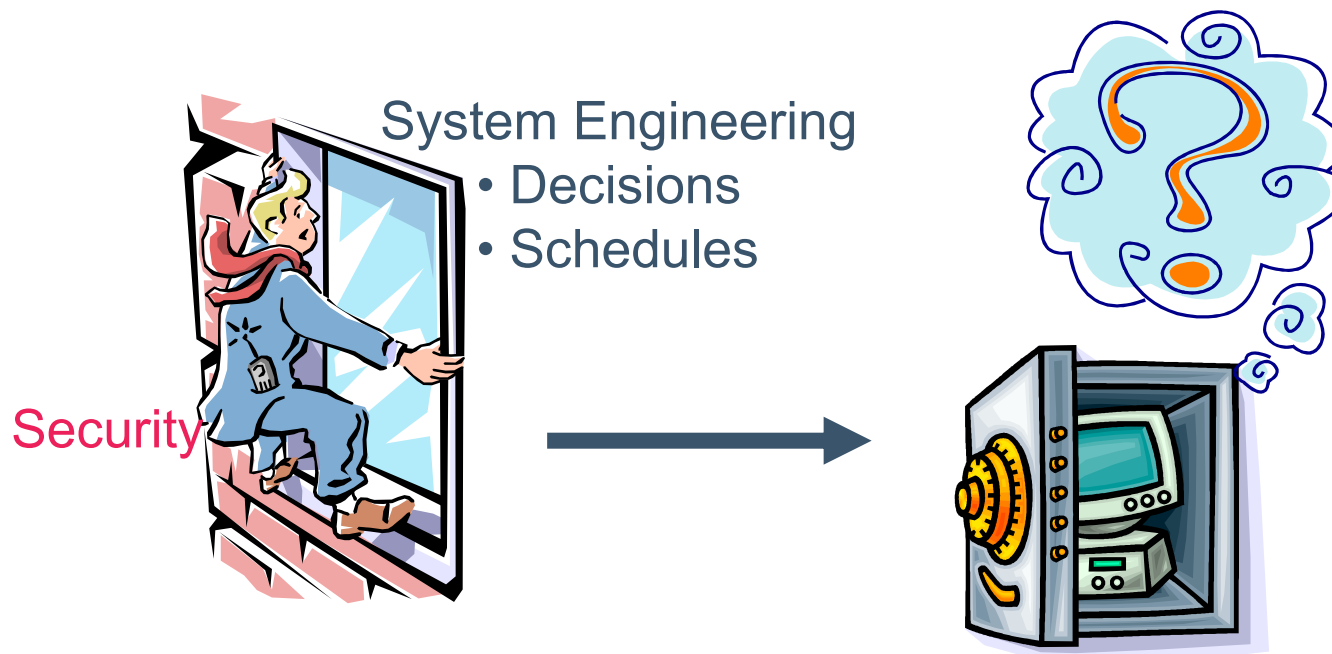 System Engineering
• Decisions
• Schedules
Security